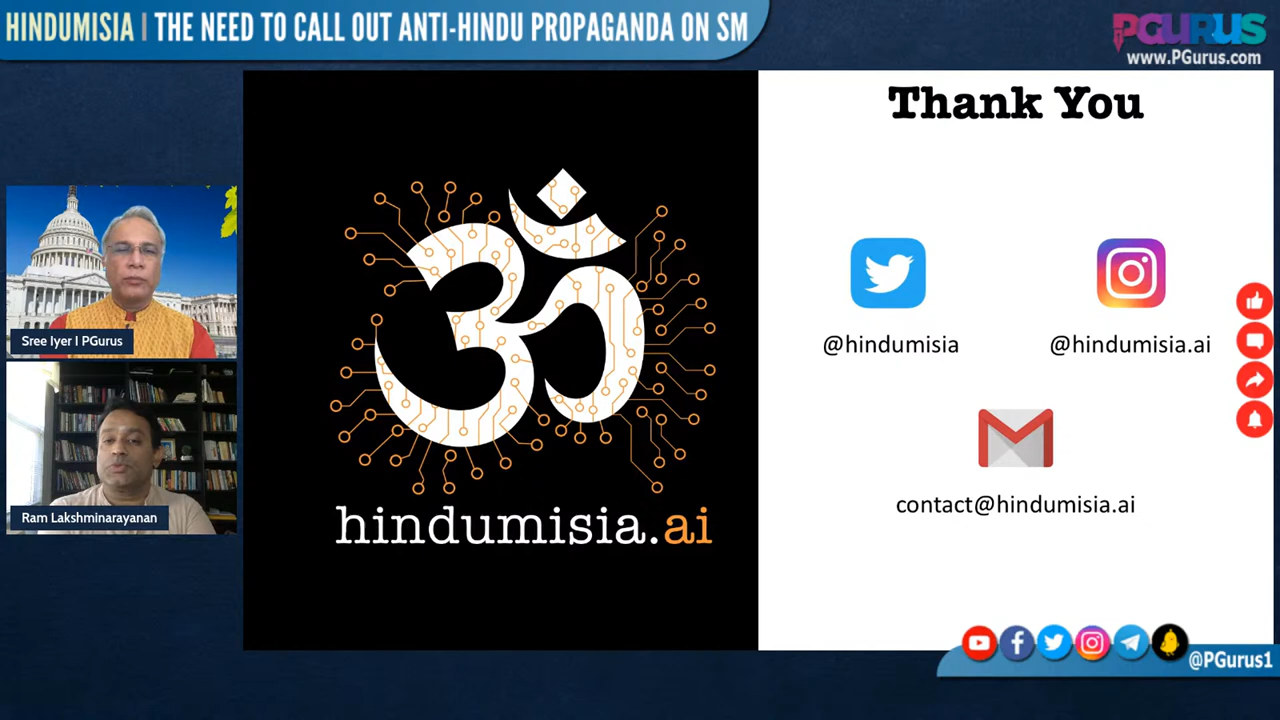 HINDUMISIA | THE NEED TO CALL OUT ANTI-HINDU PROPAGANDA ON SM
PGURUS
www.PGurus.com
Thank You
@hindumisia
@hindumisia.ai
contact@hindumisia.ai
hindumisia.ai
Sree Iyer I PGurus
Ram Lakshminarayanan
@PGurus1